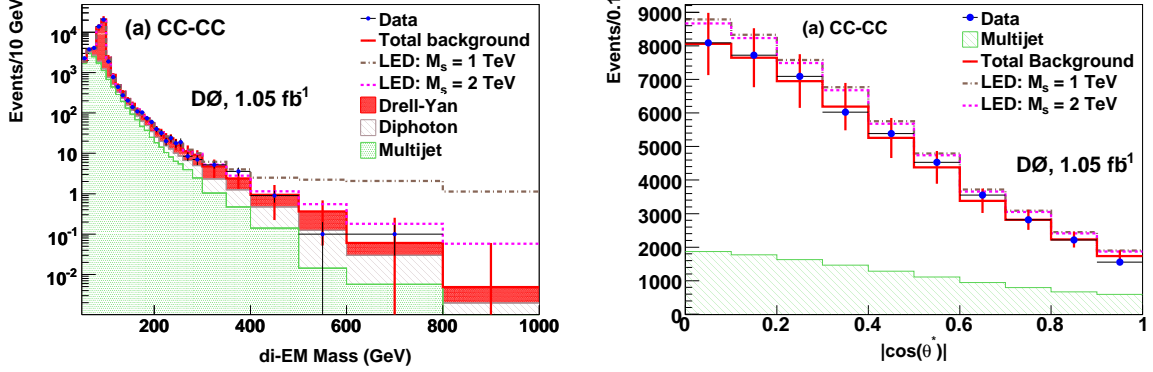 Events/10 GeV
10⁴
10³
10²
10
1
10⁻¹
10⁻²
(a) CC-CC
DØ, 1.05 fb¹
Data
Total background
LED: Mₛ = 1 TeV
LED: Mₛ = 2 TeV
Drell-Yan
Diphoton
Multijet
200 400 600 800 1000
di-EM Mass (GeV)
Events/0.1
9000
8000
7000
6000
5000
4000
3000
2000
1000
0
(a) CC-CC
Data
Multijet
Total Background
LED: Mₛ = 1 TeV
LED: Mₛ = 2 TeV
DØ, 1.05 fb¹
0 0.2 0.4 0.6 0.8 1
|cos(θ*)|